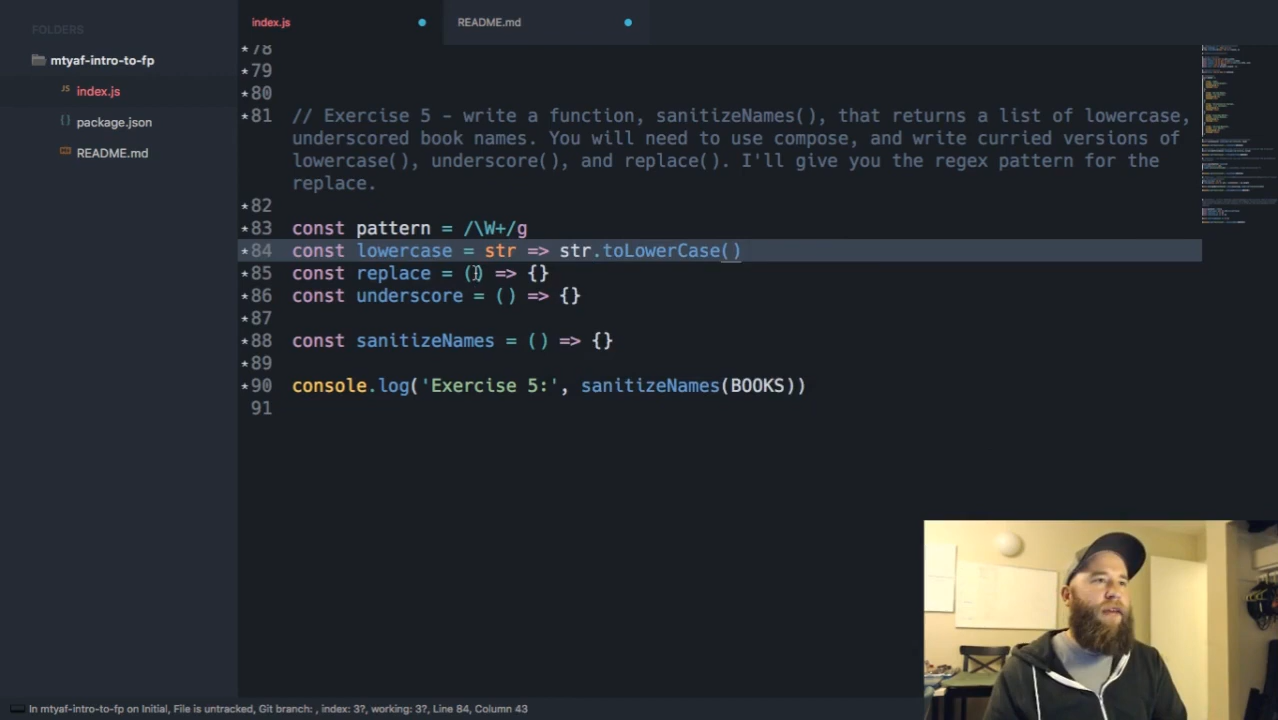 index.js
README.md
FOLDERS
mtyaf-intro-to-fp
JS index.js
{} package.json
README.md
*78
*79
*80
*81 // Exercise 5 - write a function, sanitizeNames(), that returns a list of lowercase,
underscored book names. You will need to use compose, and write curried versions of
lowercase(), underscore(), and replace(). I'll give you the regex pattern for the
replace.
*82
*83 const pattern = /\W+/g
*84 const lowercase = str => str.toLowerCase()
*85 const replace = () => {}
*86 const underscore = () => {}
*87
*88 const sanitizeNames = () => {}
*89
*90 console.log('Exercise 5:', sanitizeNames(BOOKS))
91
In mtyaf-intro-to-fp on Initial, File is untracked, Git branch: , index: 3?, working: 3?, Line 84, Column 43